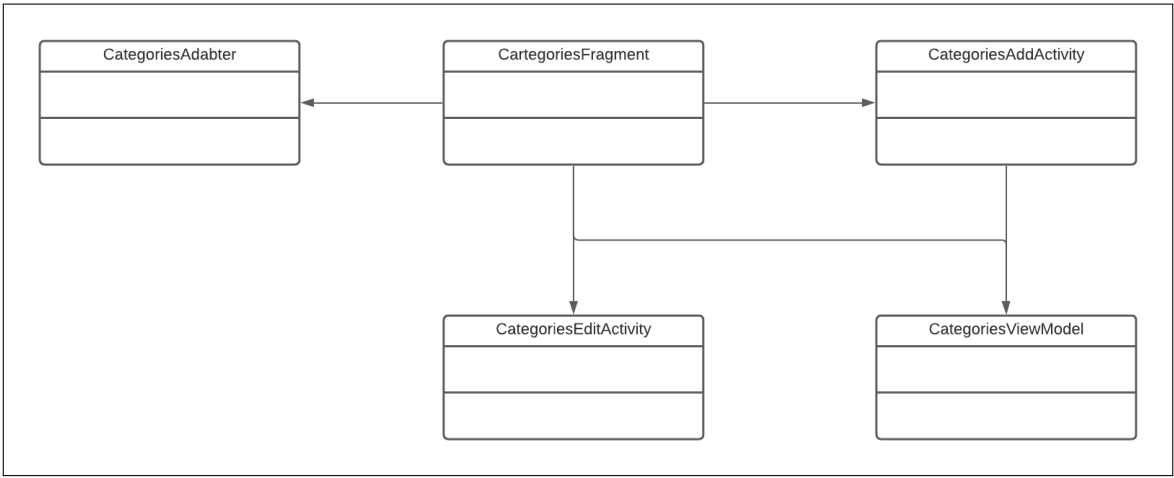 CategoriesAdabter
CartegoriesFragment
CategoriesAddActivity
CategoriesEditActivity
CategoriesViewModel